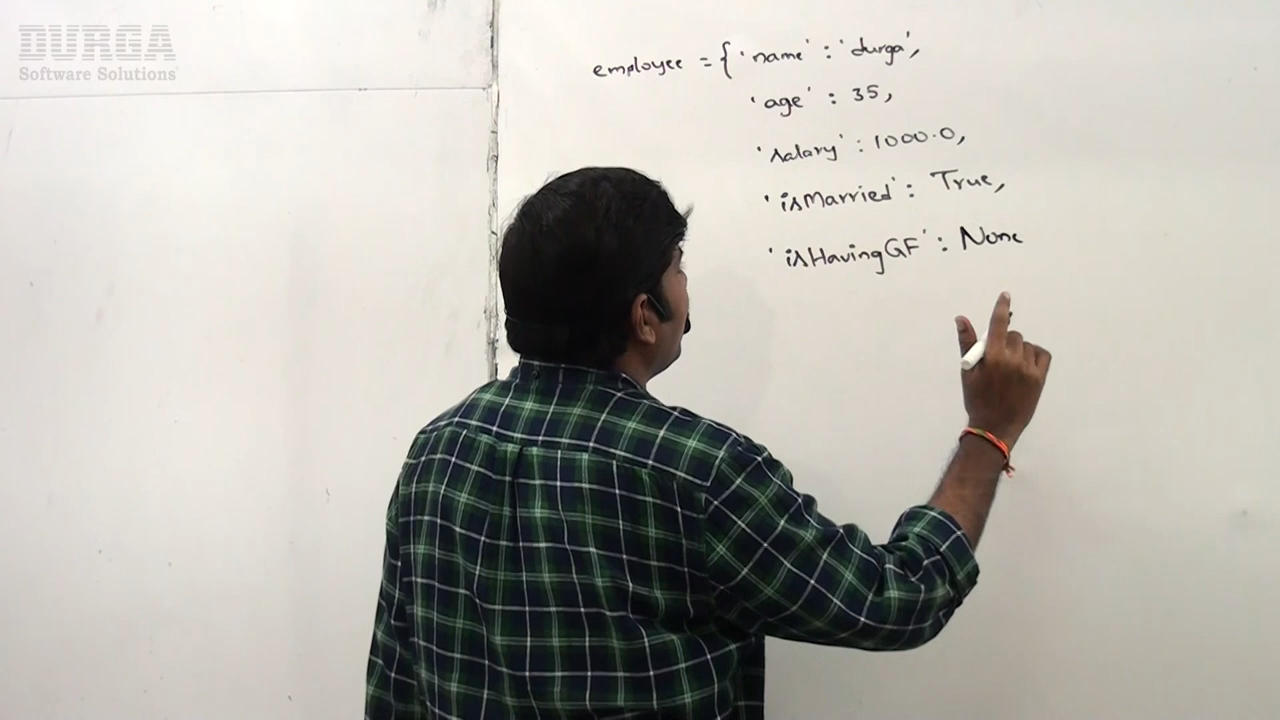 DURGA
Software Solutions
employee = {'name' : 'durga',
'age' : 35,
'salary' : 1000.0,
'isMarried' : True,
'isHavingGF' : None